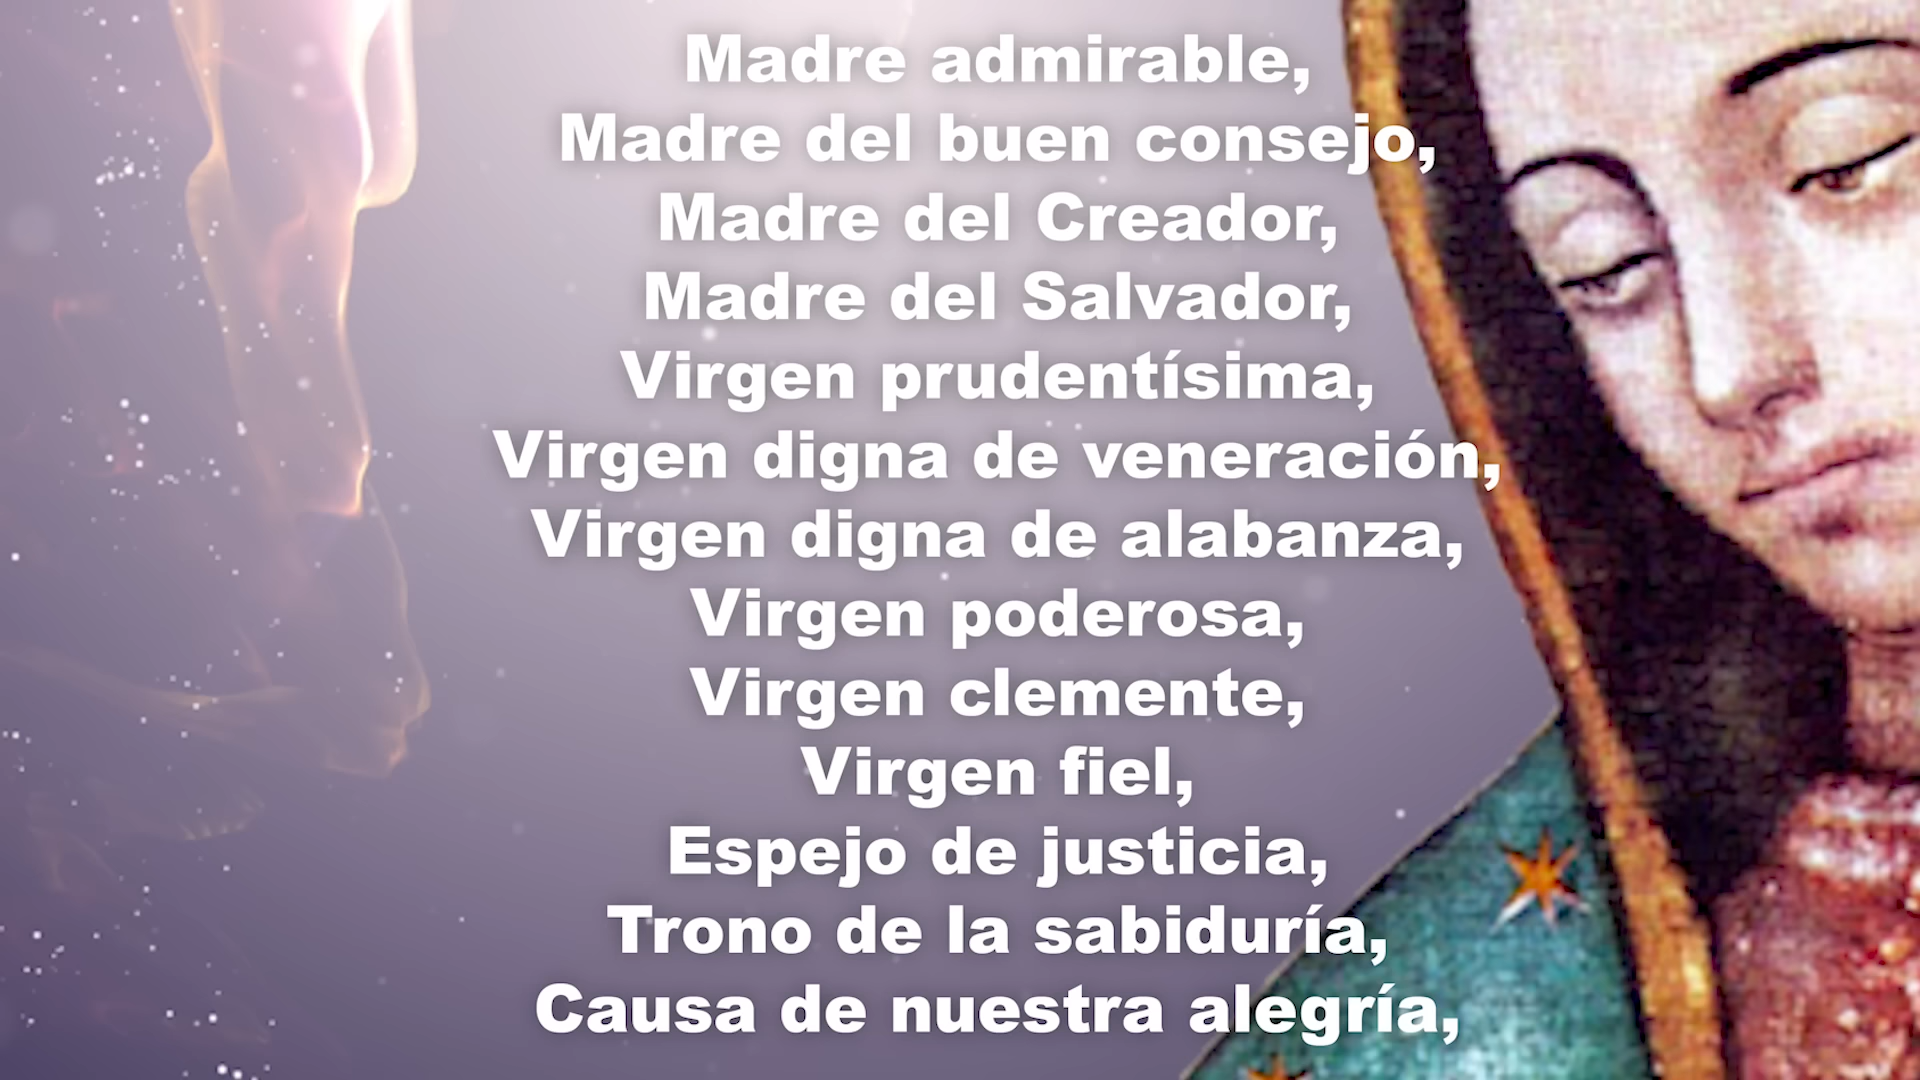 Madre admirable,
Madre del buen consejo,
Madre del Creador,
Madre del Salvador,
Virgen prudentísima,
Virgen digna de veneración,
Virgen digna de alabanza,
Virgen poderosa,
Virgen clemente,
Virgen fiel,
Espejo de justicia,
Trono de la sabiduría,
Causa de nuestra alegría,